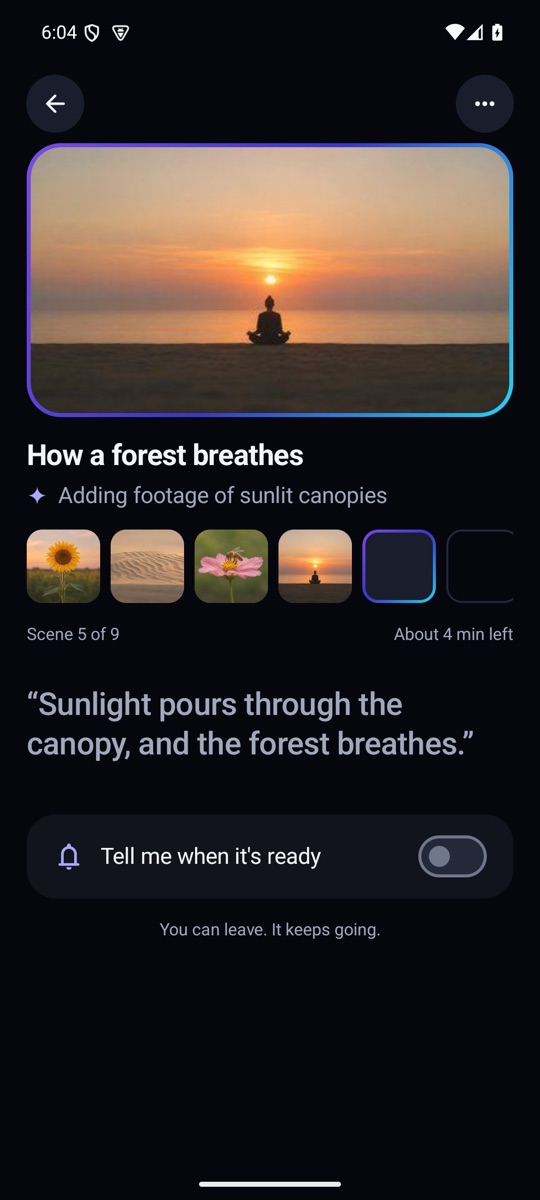 6:04
How a forest breathes
Adding footage of sunlit canopies
Scene 5 of 9
About 4 min left
“Sunlight pours through the
canopy, and the forest breathes.”
Tell me when it's ready
You can leave. It keeps going.